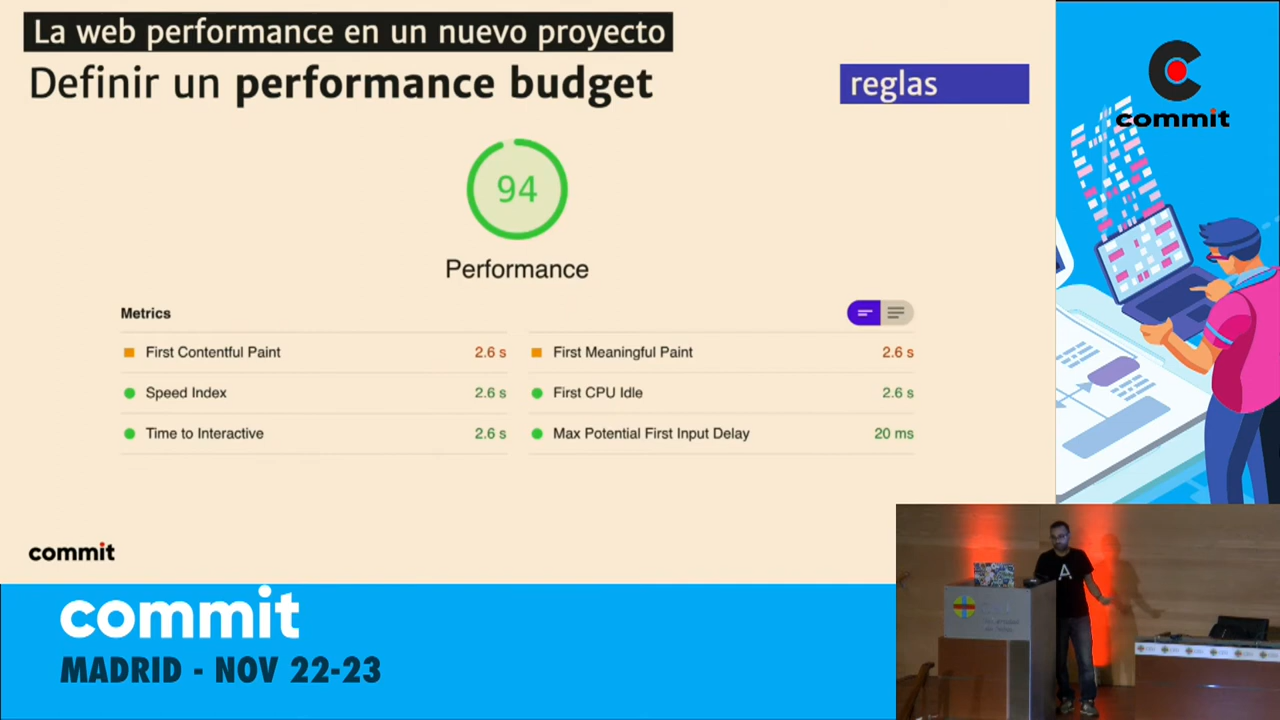 La web performance en un nuevo proyecto
Definir un performance budget
reglas
commit
94
Performance
Metrics
First Contentful Paint 2.6 s
First Meaningful Paint 2.6 s
Speed Index 2.6 s
First CPU Idle 2.6 s
Time to Interactive 2.6 s
Max Potential First Input Delay 20 ms
commit
commit
MADRID - NOV 22-23